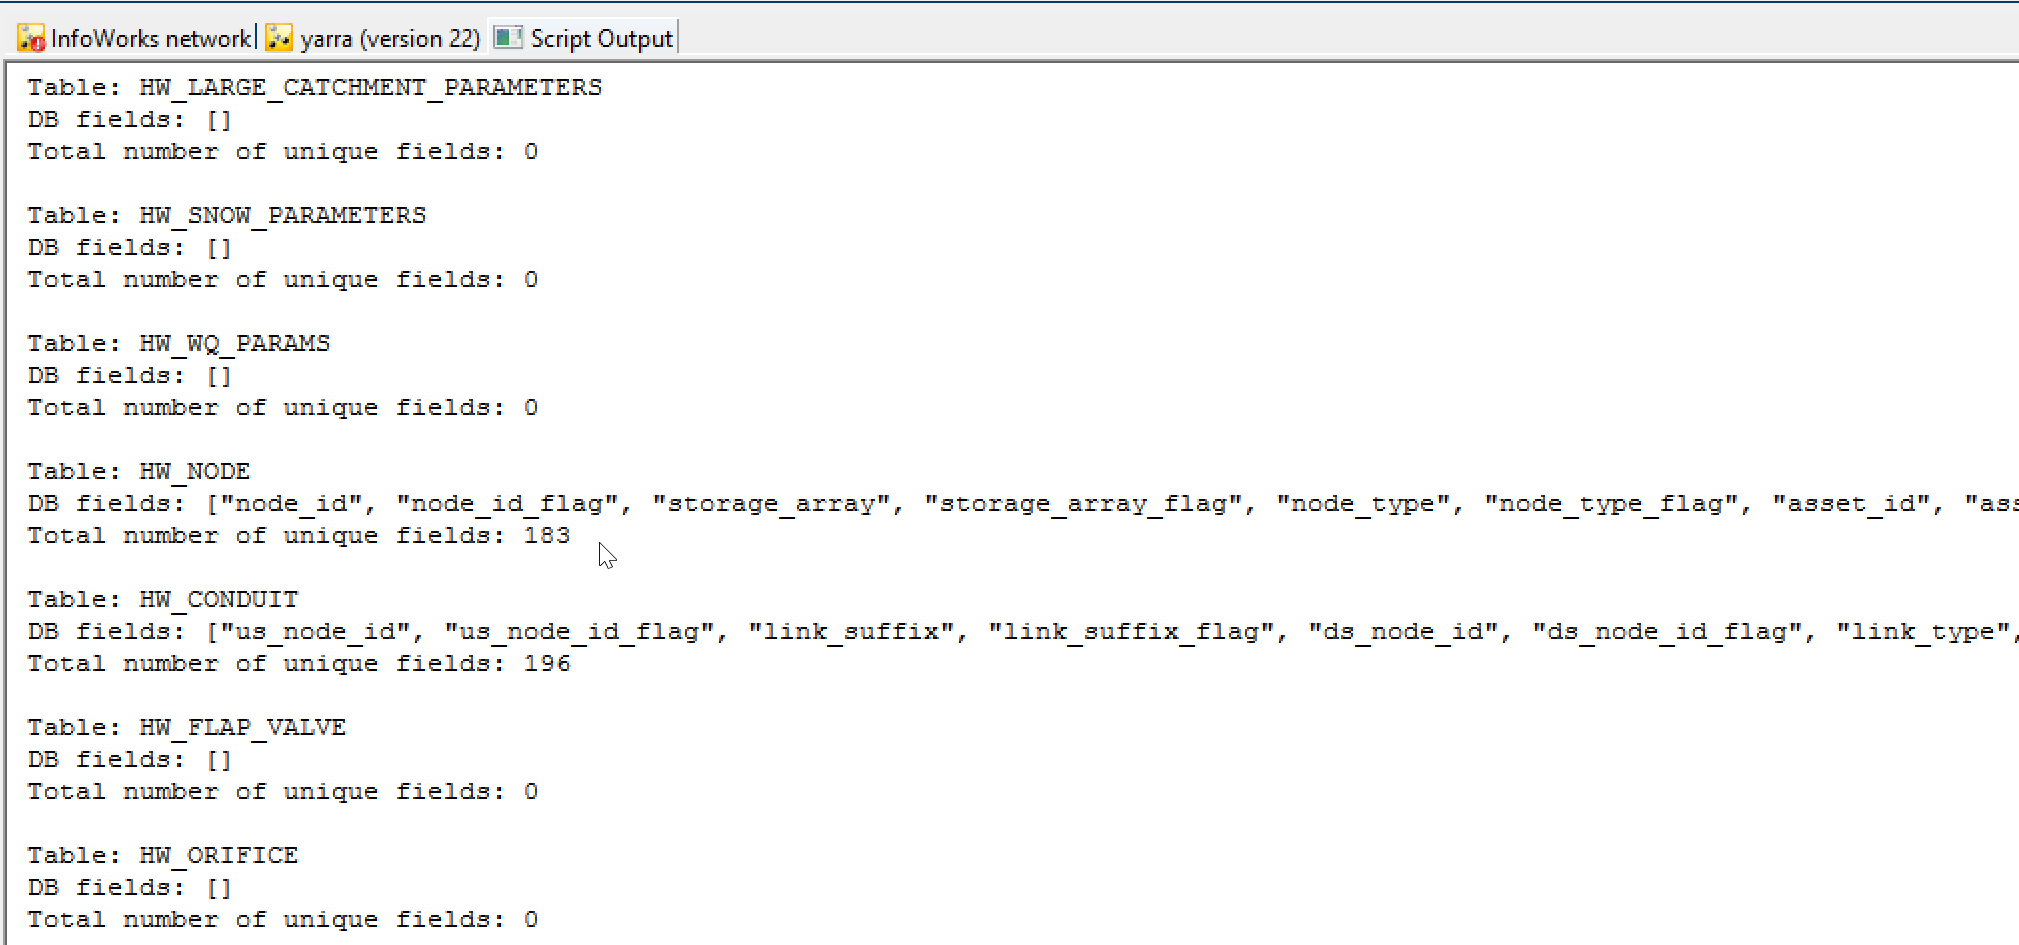 InfoWorks network yarra (version 22) Script Output
Table: HW_LARGE_CATCHMENT_PARAMETERS
DB fields: []
Total number of unique fields: 0
Table: HW_SNOW_PARAMETERS
DB fields: []
Total number of unique fields: 0
Table: HW_WQ_PARAMS
DB fields: []
Total number of unique fields: 0
Table: HW_NODE
DB fields: ["node_id", "node_id_flag", "storage_array", "storage_array_flag", "node_type", "node_type_flag", "asset_id", "ass
Total number of unique fields: 183
Table: HW_CONDUIT
DB fields: ["us_node_id", "us_node_id_flag", "link_suffix", "link_suffix_flag", "ds_node_id", "ds_node_id_flag", "link_type",
Total number of unique fields: 196
Table: HW_FLAP_VALVE
DB fields: []
Total number of unique fields: 0
Table: HW_ORIFICE
DB fields: []
Total number of unique fields: 0